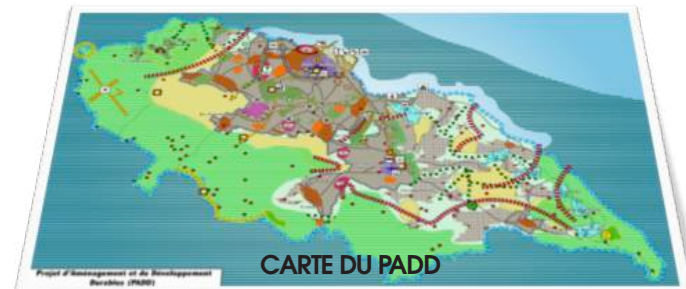 CARTE DU PADD
Projet d'Aménagement et de Développement
Durables (PADD)